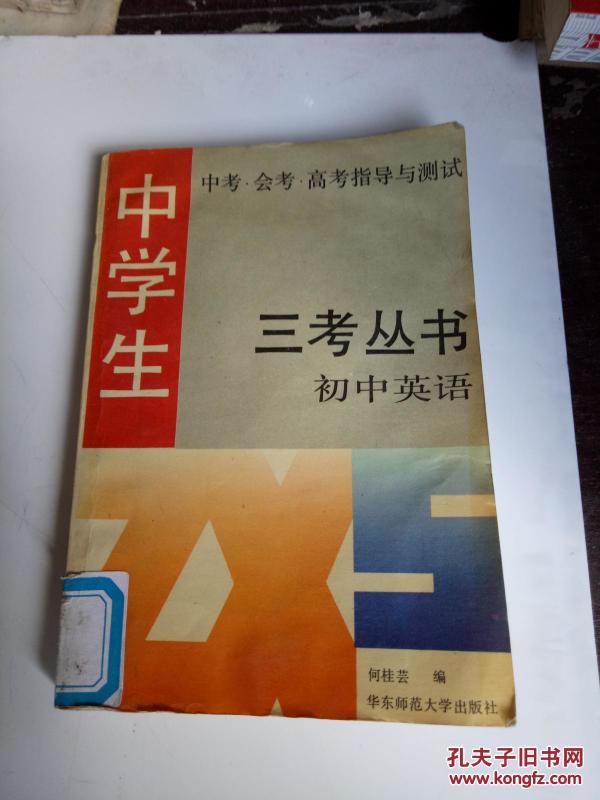 中学生
中考·会考·高考指导与测试
三考丛书
初中英语
何桂芸 编
华东师范大学出版社
孔夫子旧书网
www.kongfz.com